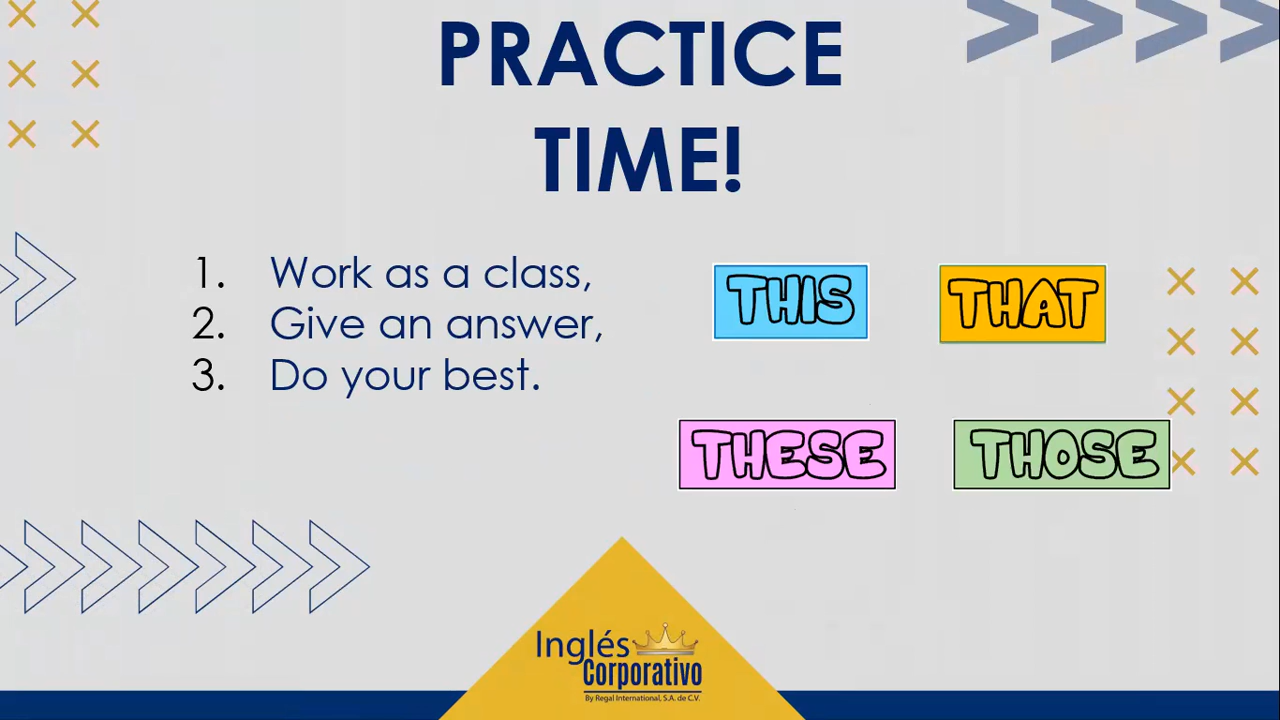 PRACTICE
TIME!
1. Work as a class,
2. Give an answer,
3. Do your best.
THIS THAT
THESE THOSE
Inglés
Corporativo
By Regal International, S.A. de C.V.